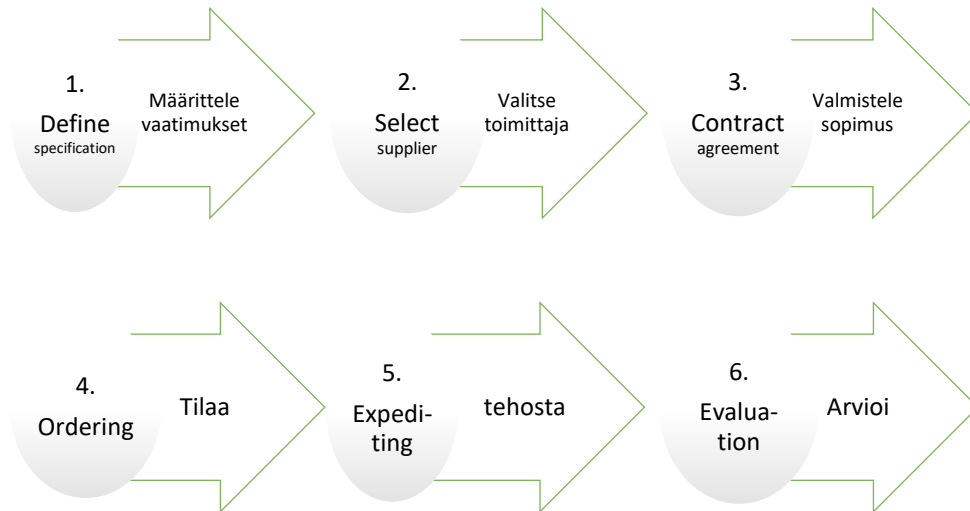 1.
Define
specification
Määrittele
vaatimukset
2.
Select
supplier
Valitse
toimittaja
3.
Contract
agreement
Valmistele
sopimus
4.
Ordering
Tilaa
5.
Expedi-
ting
tehosta
6.
Evalua-
tion
Arvioi